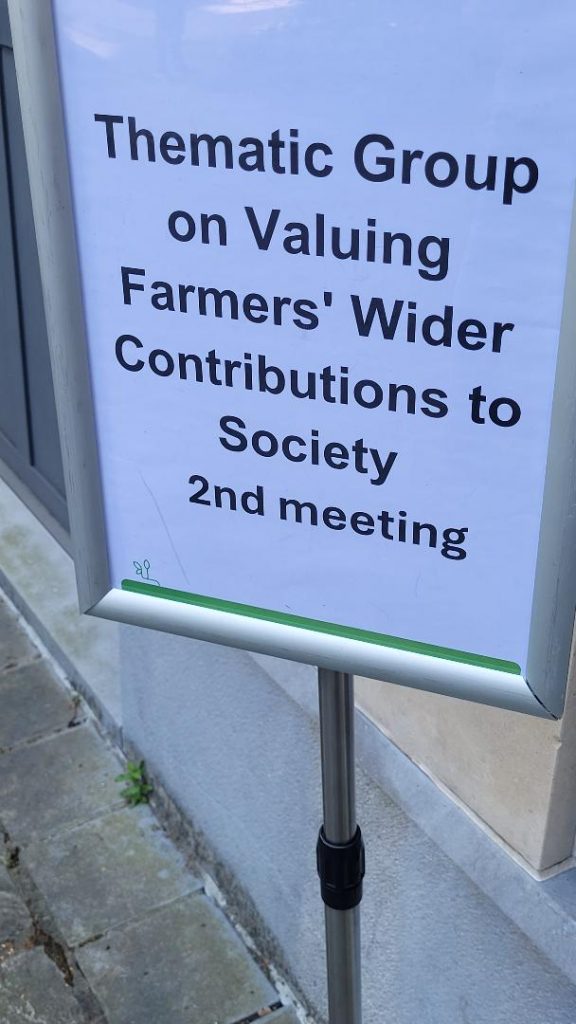 Thematic Group
on Valuing
Farmers' Wider
Contributions to
Society
2nd meeting